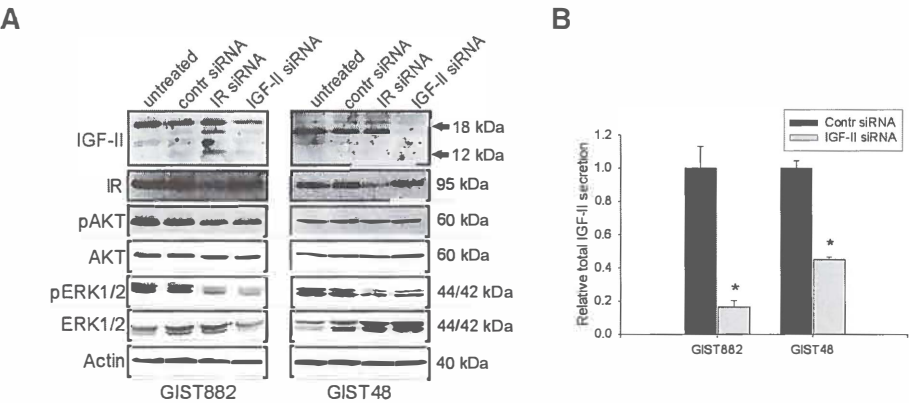 A
B
untreated
contr siRNA
IR siRNA
IGF-II siRNA
untreated
contr siRNA
IR siRNA
IGF-II siRNA
IGF-II
18 kDa
12 kDa
IR
95 kDa
pAKT
60 kDa
AKT
60 kDa
pERK1/2
44/42 kDa
ERK1/2
44/42 kDa
Actin
40 kDa
GIST882
GIST48
Contr siRNA
IGF-II siRNA
Relative total IGF-II secretion
1.2
1.0
0.8
0.6
0.4
0.2
0.0
*
*
GIST882
GIST48